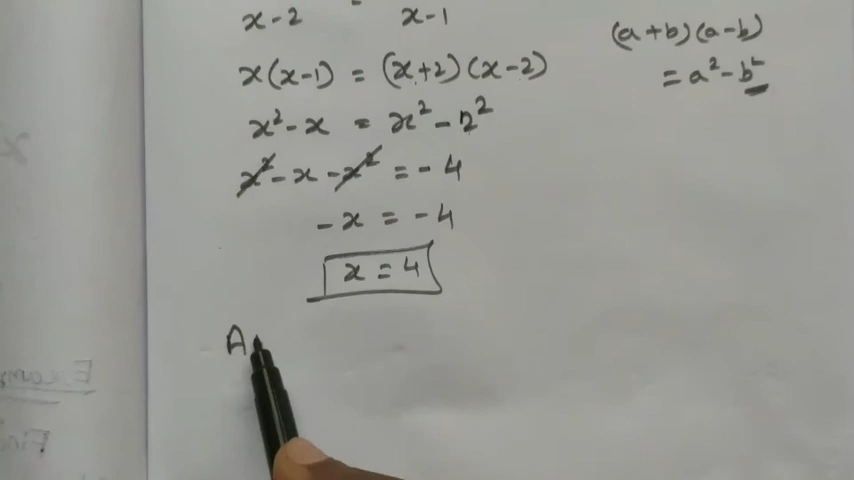 x-2 - x-1
x(x-1) = (x+2)(x-2)
x²-x = x²-2²
x²-x-x² = -4
-x = -4
x = 4
A
(a+b)(a-b)
= a²-b²